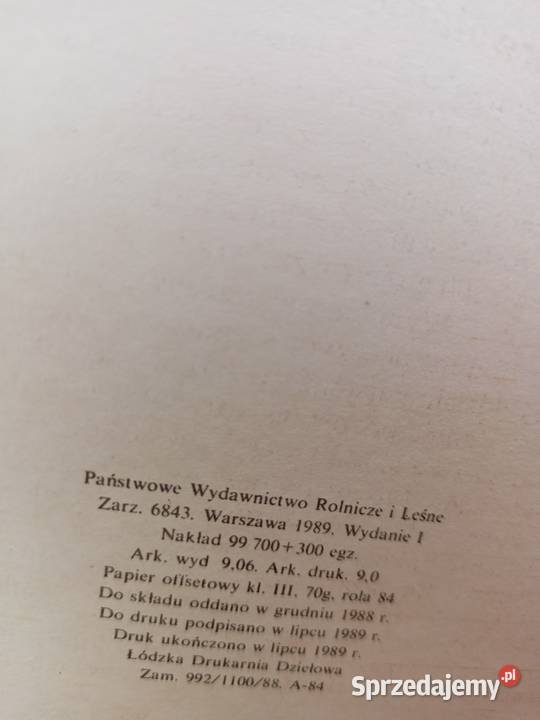 Państwowe Wydawnictwo Rolnicze i Leśne
Zarz. 6843. Warszawa 1989. Wydanie I
Nakład 99 700+300 egz.
Ark. wyd 9,06. Ark. druk. 9,0
Papier offsetowy kl. III, 70g, rola 84
Do składu oddano w grudniu 1988 r.
Do druku podpisano w lipcu 1989 r.
Druk ukończono w lipcu 1989 r.
Łódzka Drukarnia Dziełowa
Zam. 992/1100/88. A-84
Sprzedajemy.pl